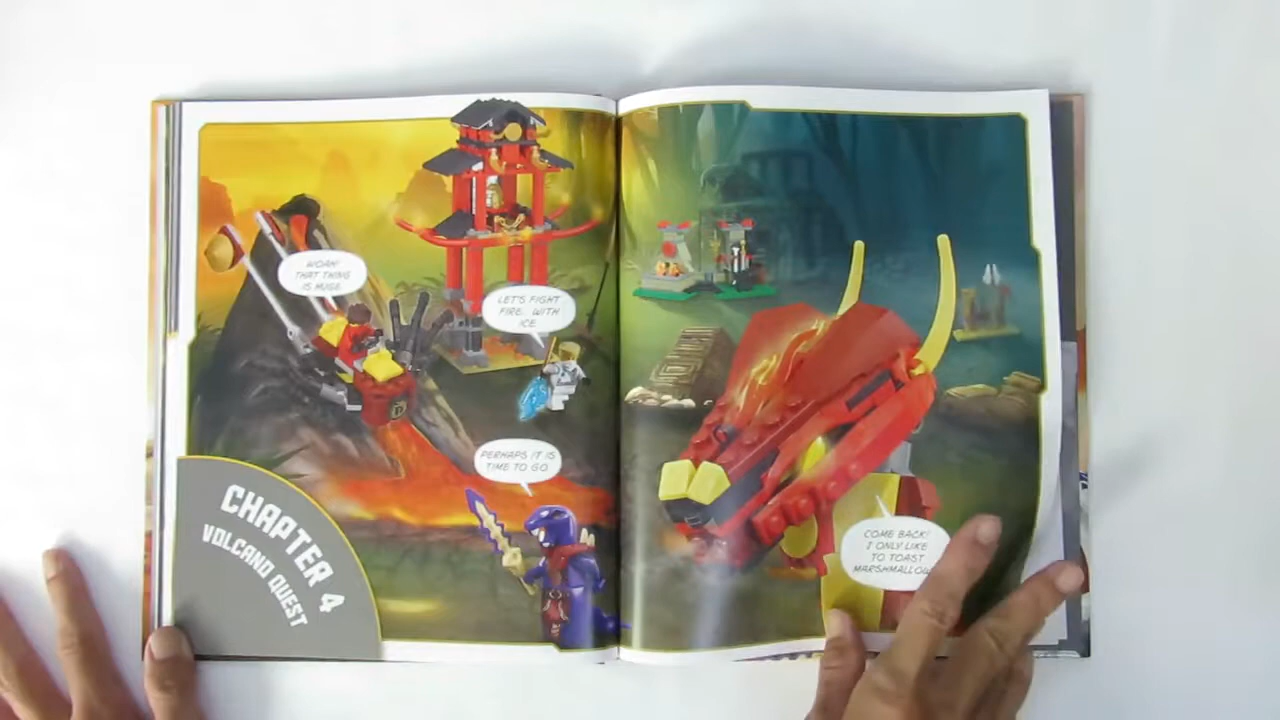 WOAH!
THAT THING
IS HUGE
LET'S FIGHT
FIRE. WITH
ICE
PERHAPS IT IS
TIME TO GO
CHAPTER 4
VOLCANO QUEST
COME BACK!
I ONLY LIKE
TO TOAST
MARSHMALLOW